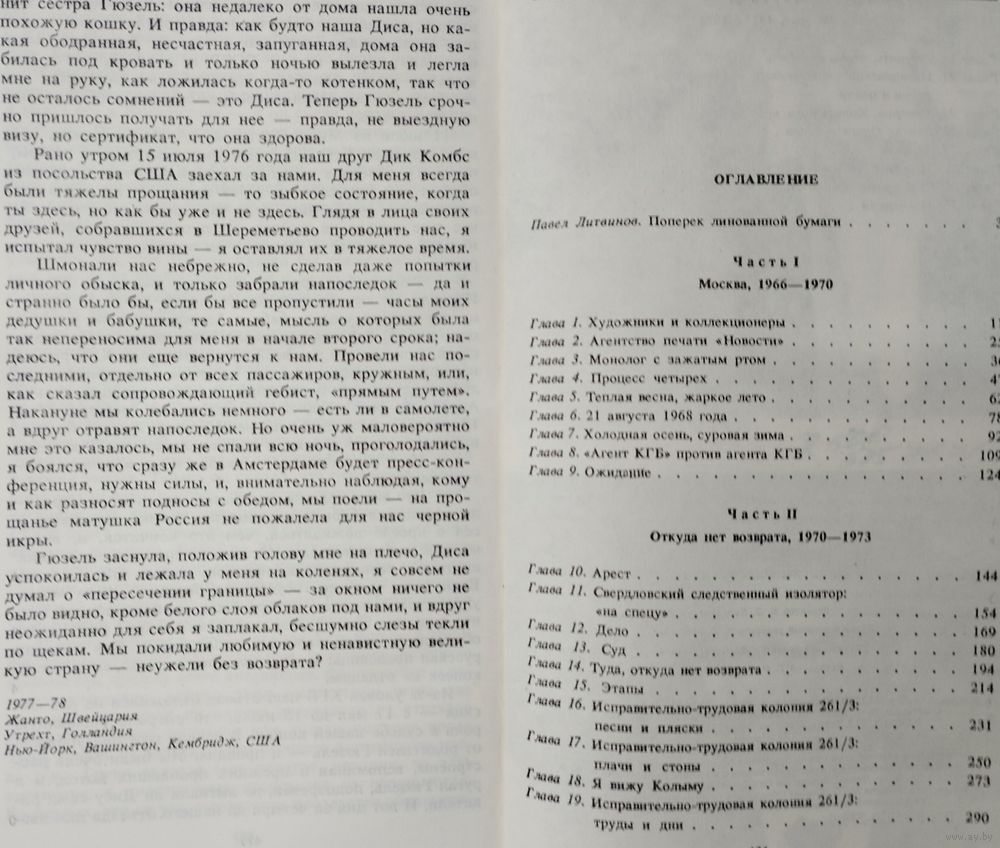 нит сестра Гюзель: она недалеко от дома нашла очень
похожую кошку. И правда: как будто наша Диса, но ка-
кая ободранная, несчастная, запуганная, дома она за-
билась под кровать и только ночью вылезла и легла
мне на руку, как ложилась когда-то котенком, так что
не осталось сомнений — это Диса. Теперь Гюзель сроч-
но пришлось получать для нее — правда, не выездную
визу, но сертификат, что она здорова.
Рано утром 15 июля 1976 года наш друг Дик Комбс
из посольства США заехал за нами. Для меня всегда
были тяжелы прощания — то зыбкое состояние, когда
ты здесь, но как бы уже и не здесь. Глядя в лица своих
друзей, собравшихся в Шереметьево проводить нас, я
испытал чувство вины — я оставлял их в тяжелое время.
Шмонали нас небрежно, не сделав даже попытки
личного обыска, и только забрали напоследок — да и
странно было бы, если бы все пропустили — часы моих
дедушки и бабушки, те самые, мысль о которых была
так непереносима для меня в начале второго срока; на-
деюсь, что они еще вернутся к нам. Провели нас по-
следними, отдельно от всех пассажиров, кружным, или,
как сказал сопровождающий гебист, «прямым путем».
Накануне мы колебались немного — есть ли в самолете,
а вдруг отравят напоследок. Но очень уж маловероятно
мне это казалось, мы не спали всю ночь, проголодались,
я боялся, что сразу же в Амстердаме будет пресс-кон-
ференция, нужны силы, и, внимательно наблюдая, кому
и как разносят подносы с обедом, мы поели — на про-
щанье матушка Россия не пожалела для нас черной
икры.
Гюзель заснула, положив голову мне на плечо, Диса
успокоилась и лежала у меня на коленях, я совсем не
думал о «пересечении границы» — за окном ничего не
было видно, кроме белого слоя облаков под нами, и вдруг
неожиданно для себя я заплакал, бесшумно слезы текли
по щекам. Мы покидали любимую и ненавистную вели-
кую страну — неужели без возврата?
1977—78
Жанто, Швейцария
Утрехт, Голландия
Нью-Йорк, Вашингтон, Кембридж, США
ОГЛАВЛЕНИЕ
Павел Литвинов. Поперек линованной бумаги . . . . . .
Часть I
Москва, 1966—1970
Глава 1. Художники и коллекционеры . . . . . . . .
Глава 2. Агентство печати «Новости» . . . . . . . .
Глава 3. Монолог с зажатым ртом . . . . . . . . .
Глава 4. Процесс четырех . . . . . . . . . . .
Глава 5. Теплая весна, жаркое лето . . . . . . . .
Глава 6. 21 августа 1968 года . . . . . . . . . . 78
Глава 7. Холодная осень, суровая зима . . . . . . . 92
Глава 8. «Агент КГБ» против агента КГБ . . . . . . . 109
Глава 9. Ожидание . . . . . . . . . . . . . 124
Часть II
Откуда нет возврата, 1970—1973
Глава 10. Арест . . . . . . . . . . . . . . 144
Глава 11. Свердловский следственный изолятор:
«на спецу» . . . . . . . . . . . . . 154
Глава 12. Дело . . . . . . . . . . . . . . 169
Глава 13. Суд . . . . . . . . . . . . . . 180
Глава 14. Туда, откуда нет возврата . . . . . . . . 194
Глава 15. Этапы . . . . . . . . . . . . . 214
Глава 16. Исправительно-трудовая колония 261/3:
песни и пляски . . . . . . . . . . . 231
Глава 17. Исправительно-трудовая колония 261/3:
плачи и стоны . . . . . . . . . . . 250
Глава 18. Я вижу Колыму . . . . . . . . . . . 273
Глава 19. Исправительно-трудовая колония 261/3:
труды и дни . . . . . . . . . . . . 290
www.ay.by